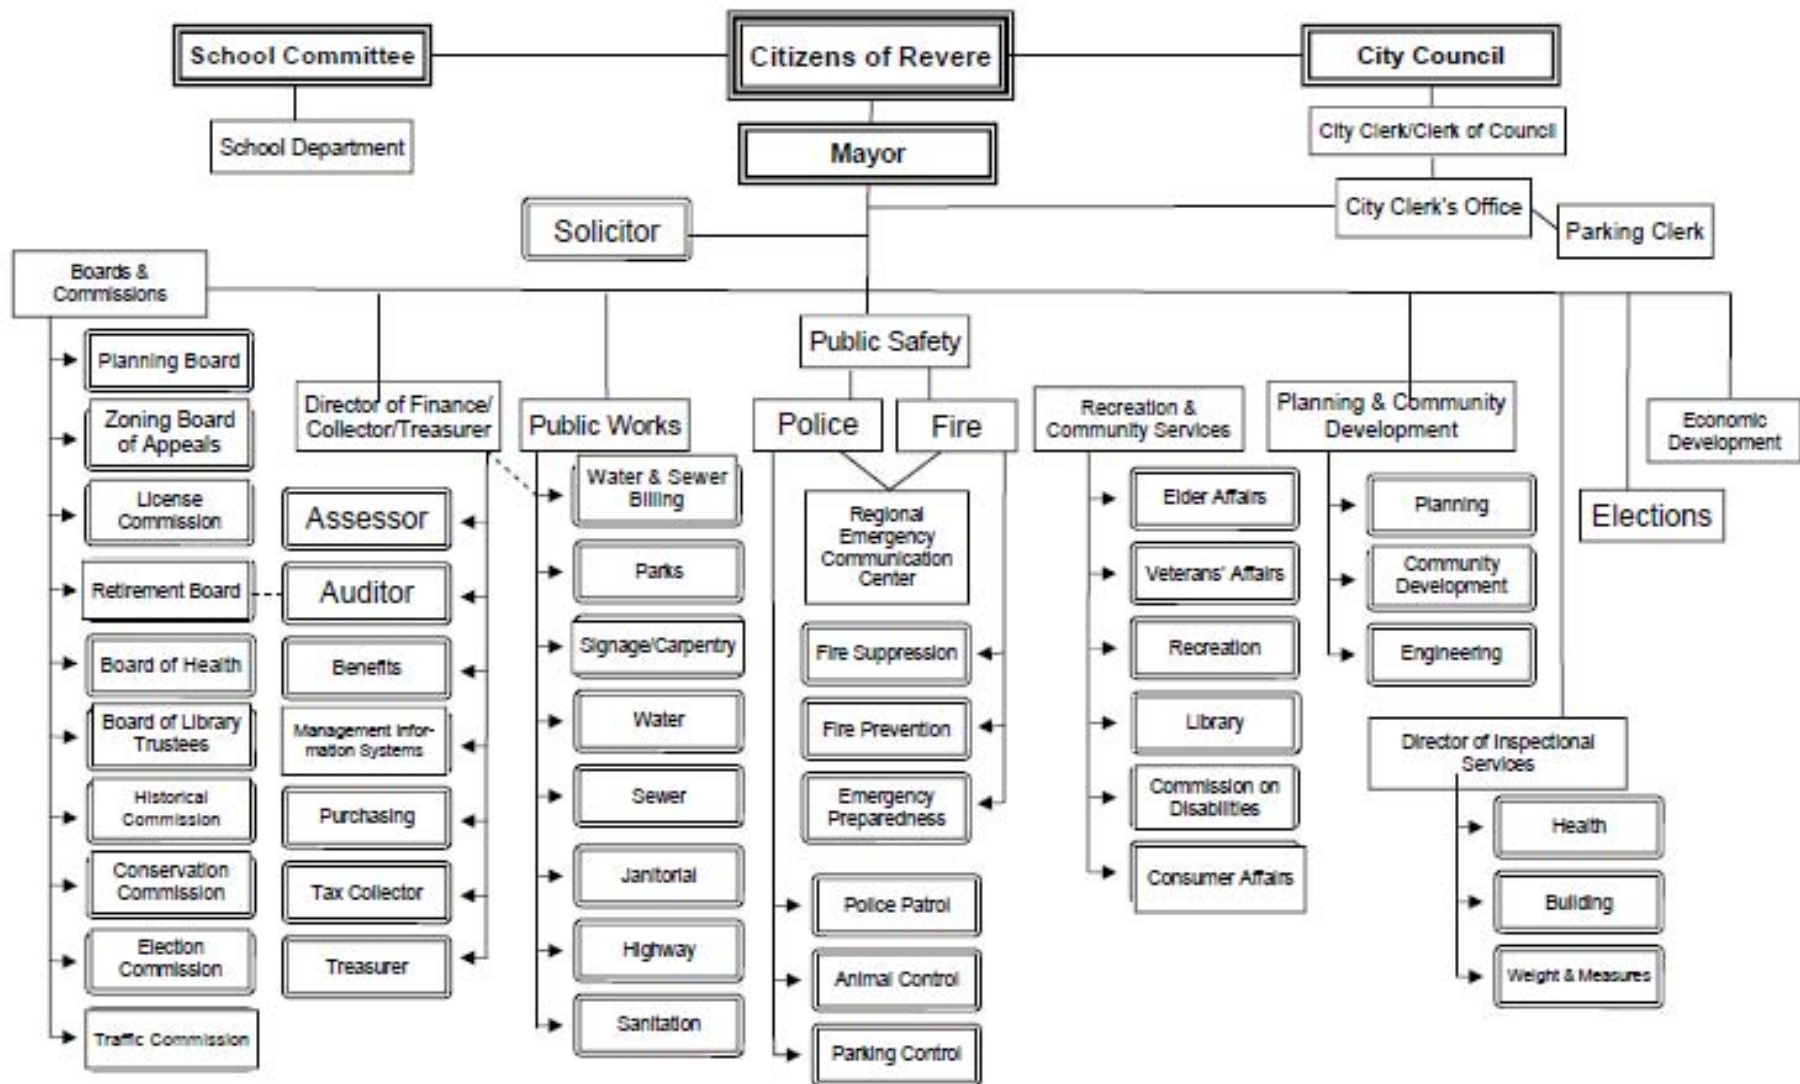 School Committee
Citizens of Revere
City Council
School Department
Mayor
City Clerk/Clerk of Council
City Clerk's Office
Parking Clerk
Solicitor
Boards &
Commissions
Planning Board
Zoning Board
of Appeals
License
Commission
Retirement Board
Board of Health
Board of Library
Trustees
Historical
Commission
Conservation
Commission
Election
Commission
Traffic Commission
Director of Finance/
Collector/Treasurer
Assessor
Auditor
Benefits
Management Infor-
mation Systems
Purchasing
Tax Collector
Treasurer
Public Works
Water & Sewer
Billing
Parks
Signage/Carpentry
Water
Sewer
Janitorial
Highway
Sanitation
Public Safety
Police
Fire
Regional
Emergency
Communication
Center
Fire Suppression
Fire Prevention
Emergency
Preparedness
Police Patrol
Animal Control
Parking Control
Recreation &
Community Services
Elder Affairs
Veterans' Affairs
Recreation
Library
Commission on
Disabilities
Consumer Affairs
Planning & Community
Development
Planning
Community
Development
Engineering
Director of Inspectional
Services
Health
Building
Weight & Measures
Elections
Economic
Development